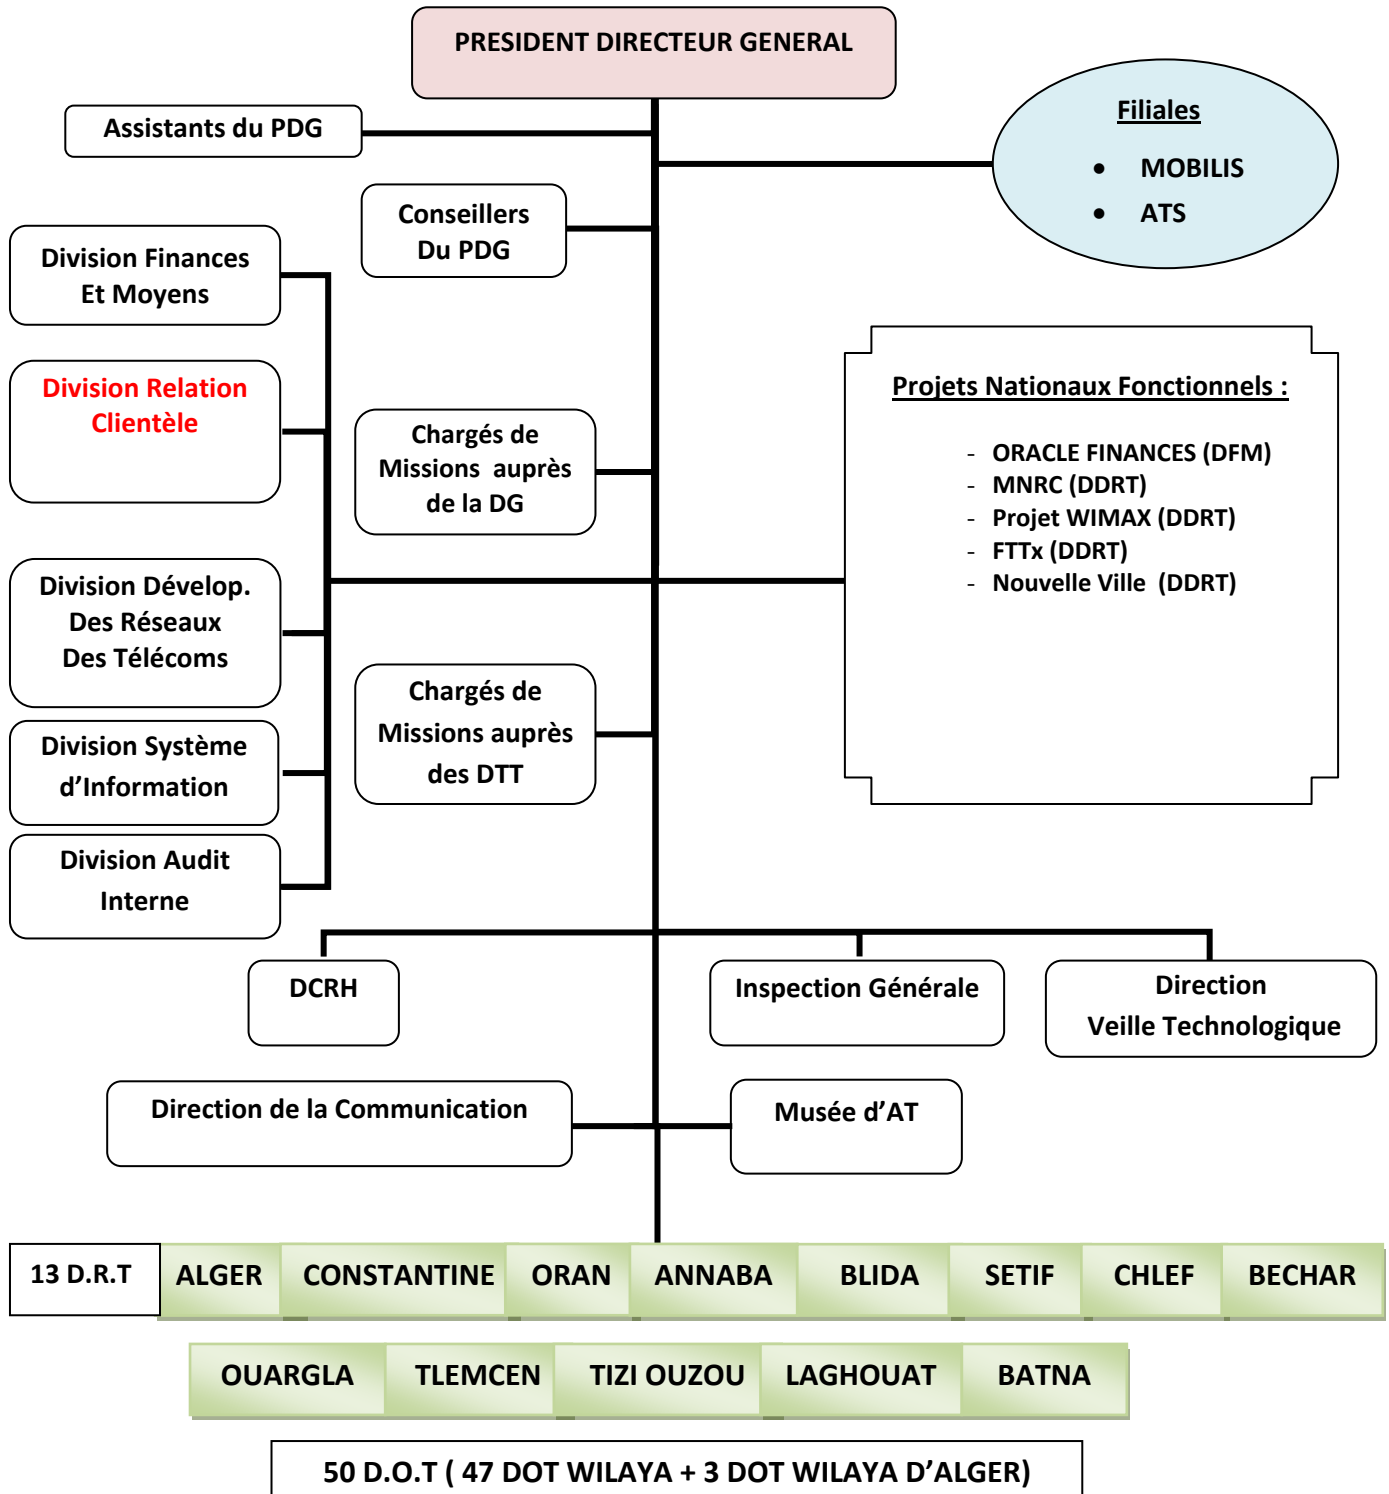 PRESIDENT DIRECTEUR GENERAL
Assistants du PDG
Filiales
• MOBILIS
• ATS
Conseillers
Du PDG
Division Finances
Et Moyens
Division Relation
Clientèle
Chargés de
Missions auprès
de la DG
Projets Nationaux Fonctionnels :
- ORACLE FINANCES (DFM)
- MNRC (DDRT)
- Projet WIMAX (DDRT)
- FTTx (DDRT)
- Nouvelle Ville (DDRT)
Division Dévelop.
Des Réseaux
Des Télécoms
Chargés de
Missions auprès
des DTT
Division Système
d’Information
Division Audit
Interne
DCRH
Inspection Générale
Direction
Veille Technologique
Direction de la Communication
Musée d’AT
13 D.R.T ALGER CONSTANTINE ORAN ANNABA BLIDA SETIF CHLEF BECHAR
OUARGLA TLEMCEN TIZI OUZOU LAGHOUAT BATNA
50 D.O.T ( 47 DOT WILAYA + 3 DOT WILAYA D’ALGER)